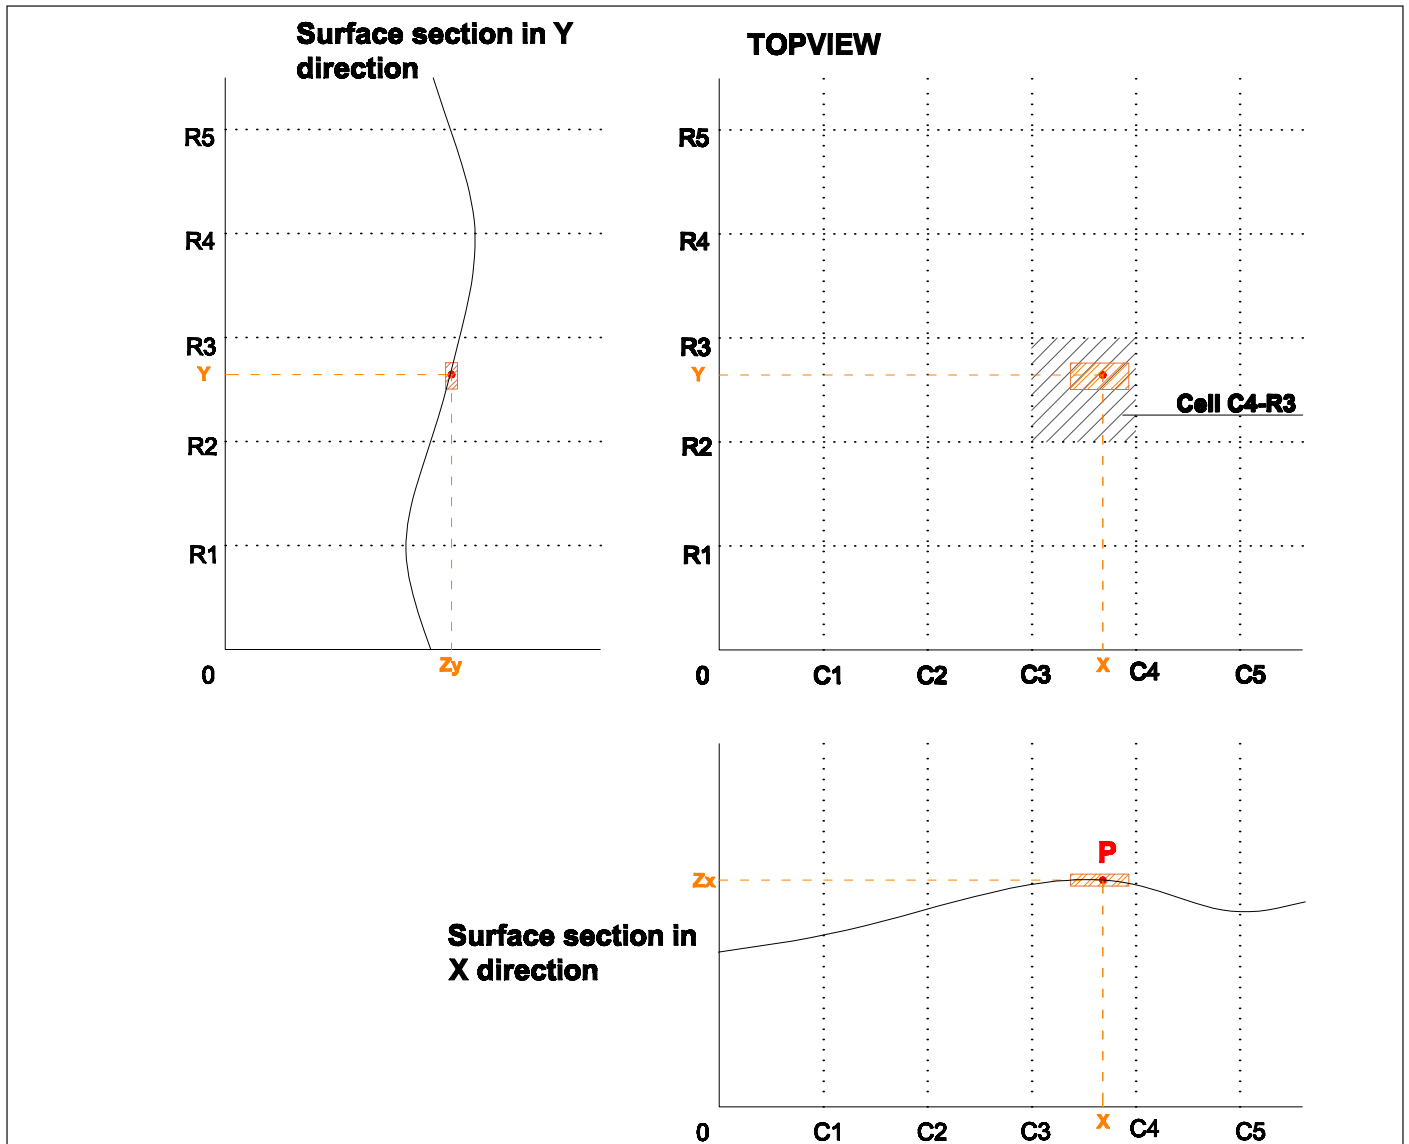 Surface section in Y
direction
TOPVIEW
R5
R4
R3
Y
R2
R1
0
Zy
R5
R4
R3
Y
Cell C4-R3
R2
R1
0
C1
C2
C3
X
C4
C5
P
Zx
Surface section in
X direction
0
C1
C2
C3
X
C4
C5